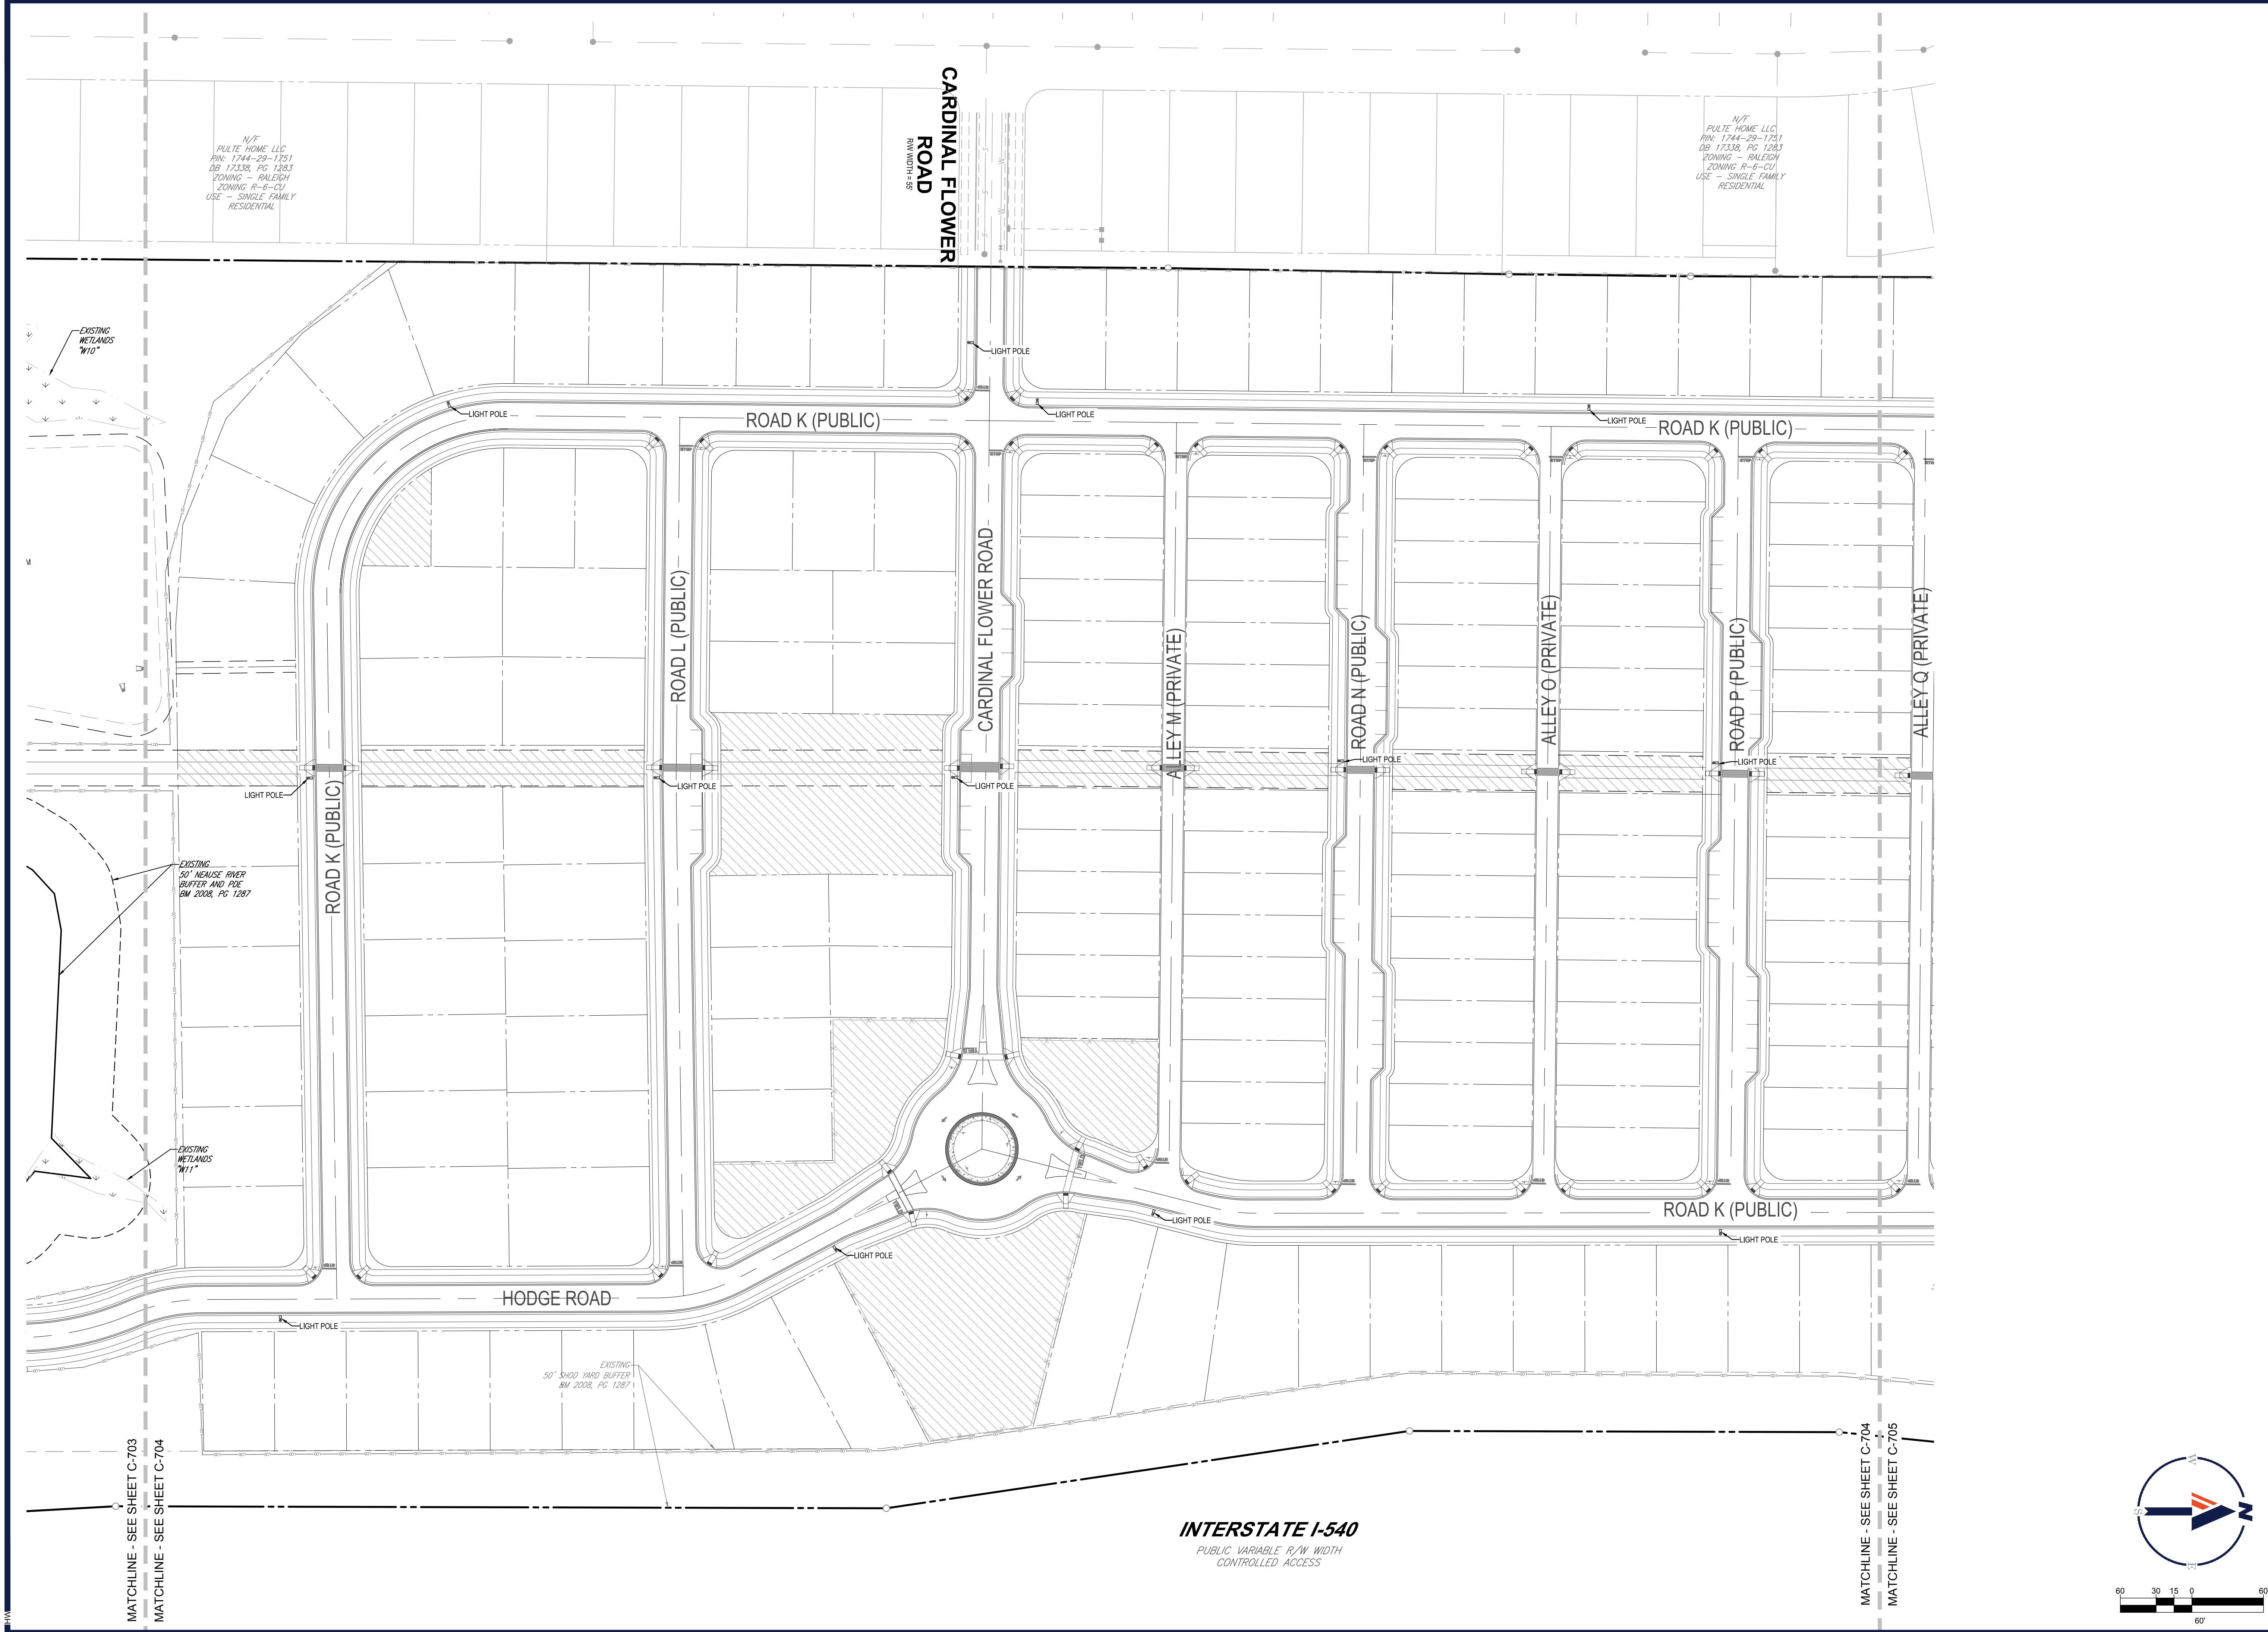 CARDINAL FLOWER
ROAD
R/W WIDTH = 55'
N/F
PULTE HOME LLC
PIN: 1744-29-1751
DB 17338, PG 1283
ZONING - RALEIGH
ZONING R-6-CU
USE - SINGLE FAMILY
RESIDENTIAL
N/F
PULTE HOME LLC
PIN: 1744-29-1751
DB 17338, PG 1283
ZONING - RALEIGH
ZONING R-6-CU
USE - SINGLE FAMILY
RESIDENTIAL
EXISTING
WETLANDS
"W10"
LIGHT POLE
LIGHT POLE
LIGHT POLE
LIGHT POLE
ROAD K (PUBLIC)
ROAD K (PUBLIC)
ROAD L (PUBLIC)
CARDINAL FLOWER ROAD
ALLEY M (PRIVATE)
ROAD N (PUBLIC)
ALLEY O (PRIVATE)
ROAD P (PUBLIC)
ALLEY Q (PRIVATE)
LIGHT POLE
LIGHT POLE
LIGHT POLE
LIGHT POLE
LIGHT POLE
ROAD K (PUBLIC)
EXISTING
50' NEAUSE RIVER
BUFFER AND PDE
BM 2008, PG 1287
EXISTING
WETLANDS
"W11"
YIELD
YIELD
ROAD K (PUBLIC)
LIGHT POLE
LIGHT POLE
LIGHT POLE
HODGE ROAD
LIGHT POLE
EXISTING
50' SHOD YARD BUFFER
BM 2008, PG 1287
MATCHLINE - SEE SHEET C-703
MATCHLINE - SEE SHEET C-704
MATCHLINE - SEE SHEET C-704
MATCHLINE - SEE SHEET C-705
INTERSTATE I-540
PUBLIC VARIABLE R/W WIDTH
CONTROLLED ACCESS
W
S
N
E
60 30 15 0 60
60'